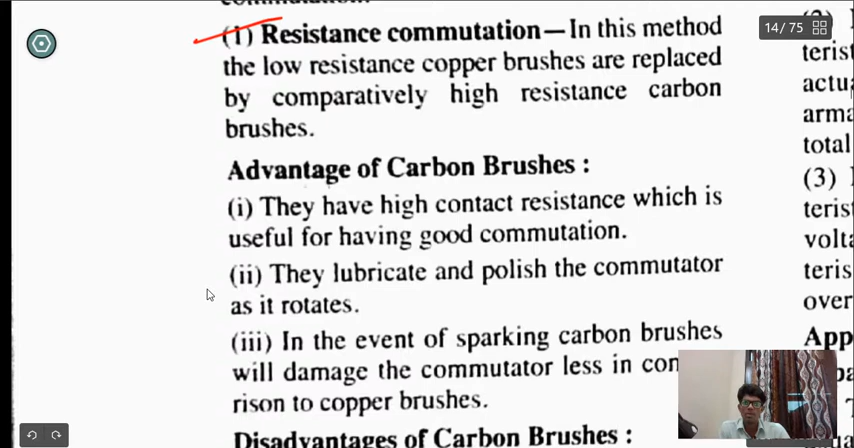 14 / 75
(1) Resistance commutation—In this method
the low resistance copper brushes are replaced
by comparatively high resistance carbon
brushes.
Advantage of Carbon Brushes :
(i) They have high contact resistance which is
useful for having good commutation.
(ii) They lubricate and polish the commutator
as it rotates.
(iii) In the event of sparking carbon brushes
will damage the commutator less in con
rison to copper brushes.
Disadvantages of Carbon Brushes :
terist
actua
arma
total
(3)
teris
volta
teris
over
App